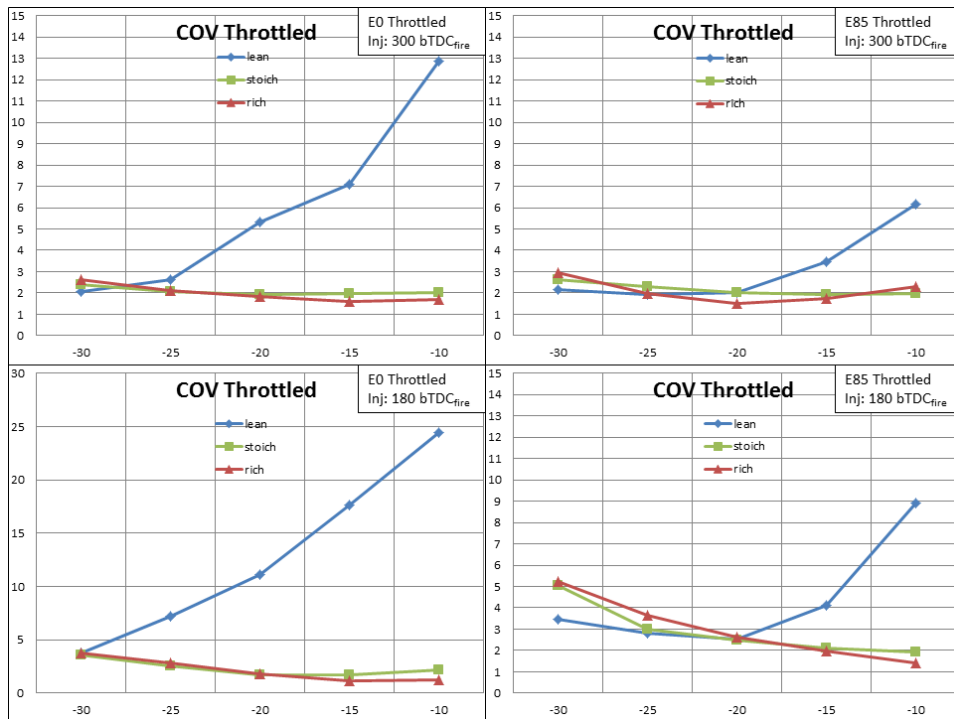 COV Throttled
E0 Throttled
Inj: 300 bTDCfire
lean
stoich
rich
15
14
13
12
11
10
9
8
7
6
5
4
3
2
1
0
-30 -25 -20 -15 -10
COV Throttled
E85 Throttled
Inj: 300 bTDCfire
lean
stoich
rich
15
14
13
12
11
10
9
8
7
6
5
4
3
2
1
0
-30 -25 -20 -15 -10
COV Throttled
E0 Throttled
Inj: 180 bTDCfire
lean
stoich
rich
30
25
20
15
10
5
0
-30 -25 -20 -15 -10
COV Throttled
E85 Throttled
Inj: 180 bTDCfire
lean
stoich
rich
15
14
13
12
11
10
9
8
7
6
5
4
3
2
1
0
-30 -25 -20 -15 -10